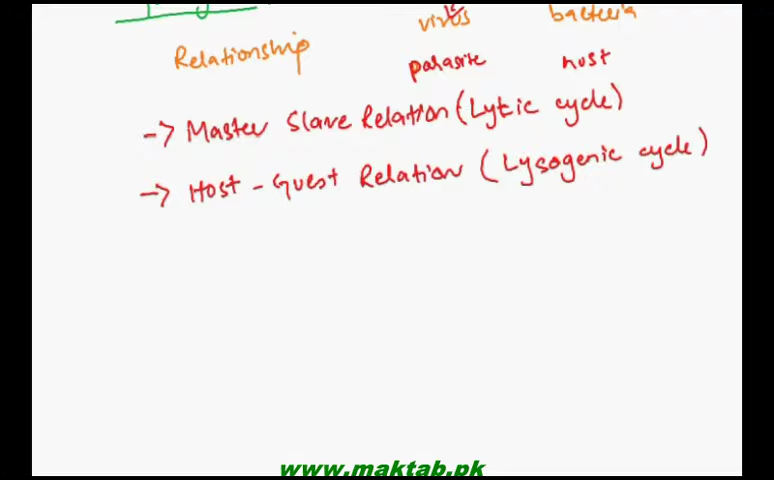 virus bacteria
Relationship parasite host
-> Master Slave Relation (Lytic cycle)
-> Host - Guest Relation (Lysogenic cycle)
www.maktab.pk